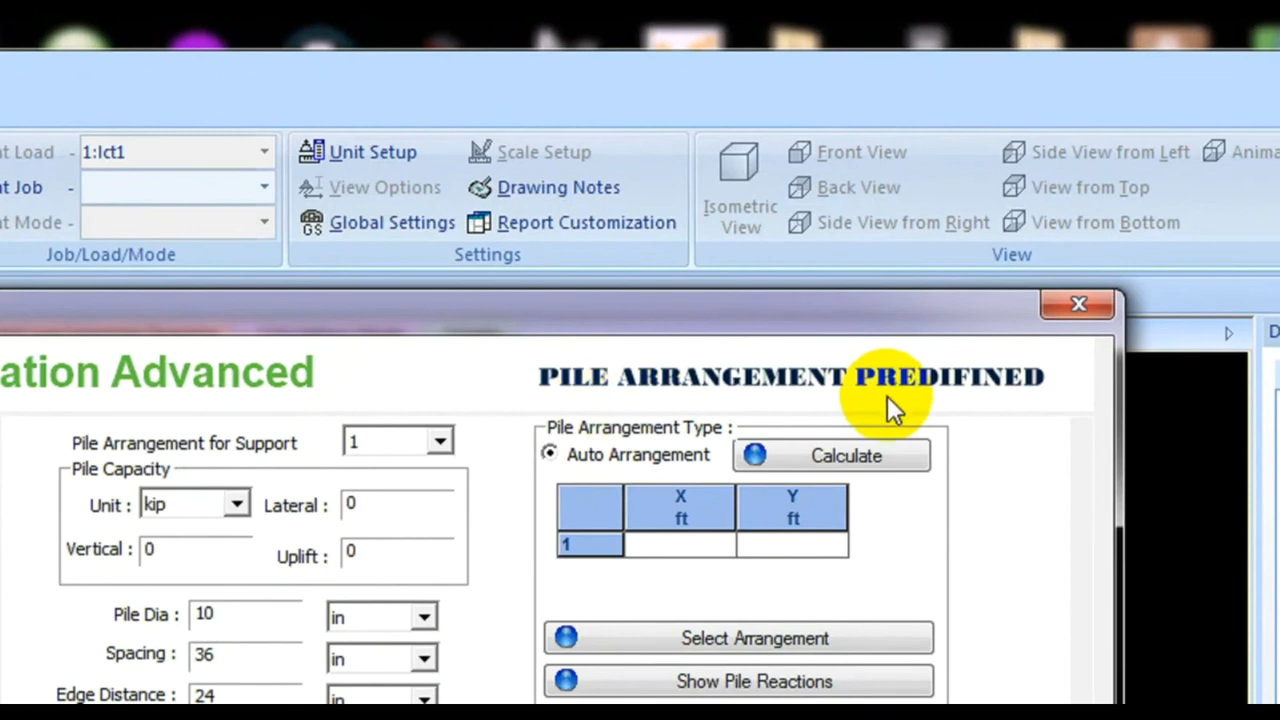 nt Load - 1:lct1
Unit Setup
Scale Setup
nt Job -
View Options
Drawing Notes
nt Mode -
Global Settings
Report Customization
Job/Load/Mode
Settings
Isometric
View
Front View
Back View
Side View from Right
Side View from Left
View from Top
View from Bottom
Anima
View
D
ation Advanced
PILE ARRANGEMENT PREDIFINED
Pile Arrangement for Support 1
Pile Capacity
Unit : kip Lateral : 0
Vertical : 0 Uplift : 0
Pile Dia : 10 in
Spacing : 36 in
Edge Distance : 24 in
Pile Arrangement Type :
Auto Arrangement
Calculate
X Y
ft ft
1
Select Arrangement
Show Pile Reactions